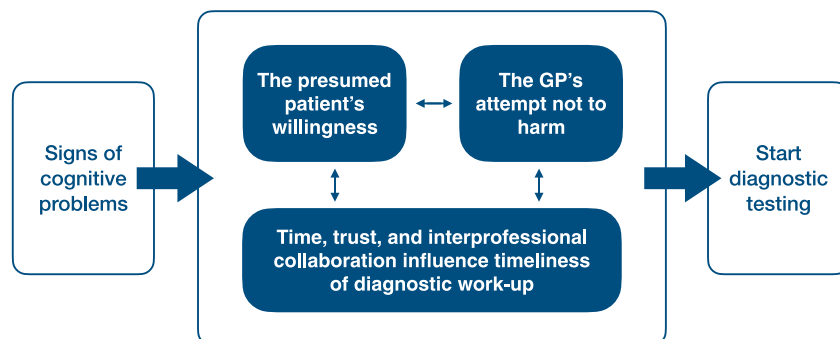 Signs of
cognitive
problems
The presumed
patient's
willingness
The GP's
attempt not to
harm
Time, trust, and interprofessional
collaboration influence timeliness
of diagnostic work-up
Start
diagnostic
testing